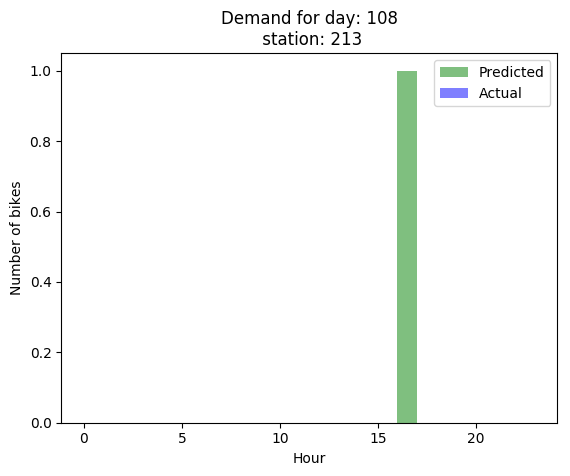 Demand for day: 108
station: 213
Predicted
Actual
1.0
0.8
0.6
0.4
0.2
0.0
Number of bikes
0 5 10 15 20
Hour